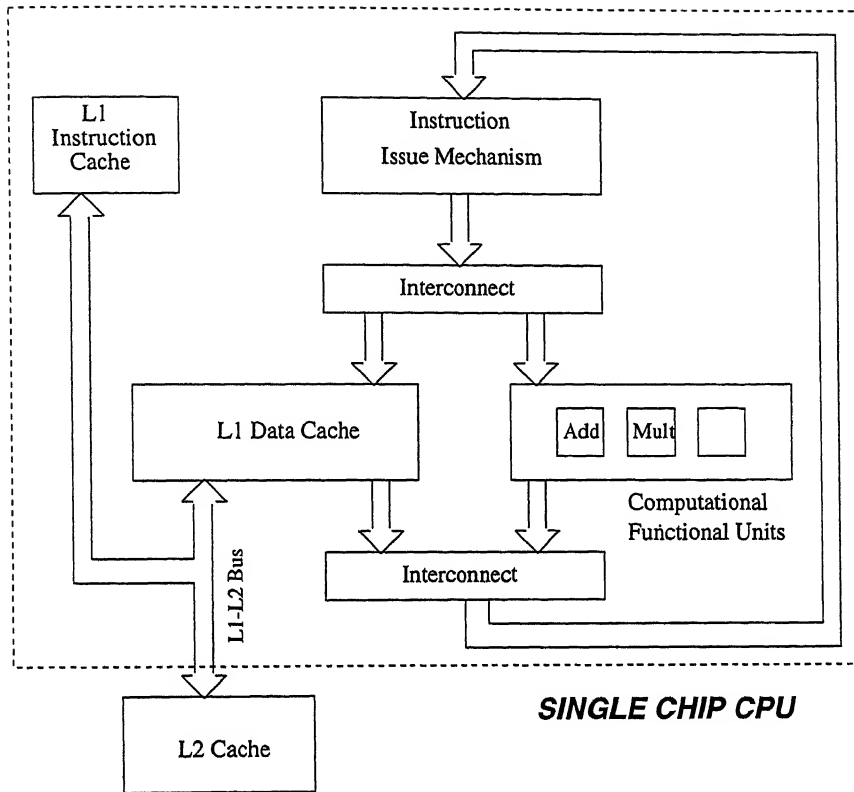 L1
Instruction
Cache
Instruction
Issue Mechanism
Interconnect
L1 Data Cache
Add
Mult
Computational
Functional Units
Interconnect
L1-L2 Bus
L2 Cache
SINGLE CHIP CPU